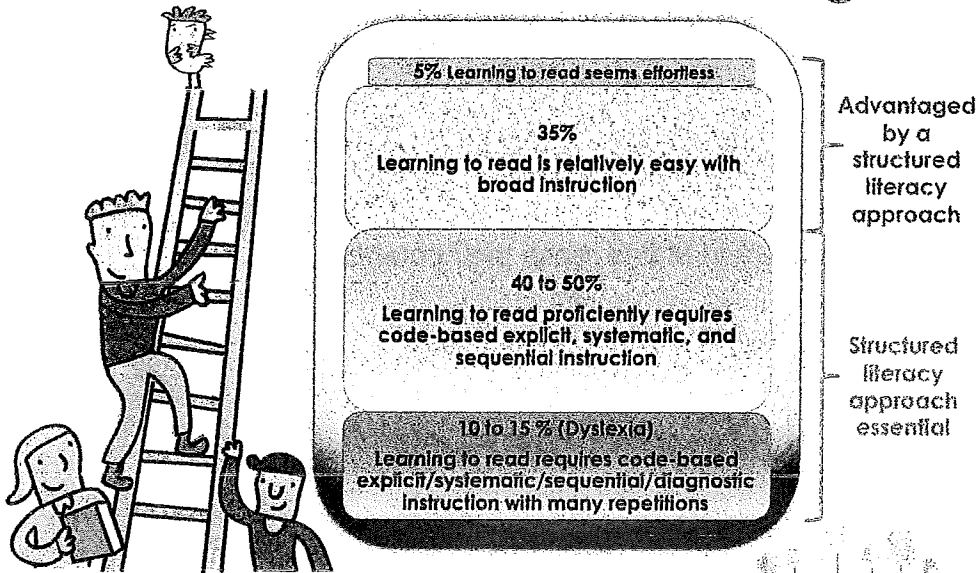 5% Learning to read seems effortless
35%
Learning to read is relatively easy with
broad instruction
40 to 50%
Learning to read proficiently requires
code-based explicit, systematic, and
sequential instruction
10 to 15 % (Dyslexia)
Learning to read requires code-based
explicit/systematic/sequential/diagnostic
instruction with many repetitions
Advantaged
by a
structured
literacy
approach
Structured
literacy
approach
essential